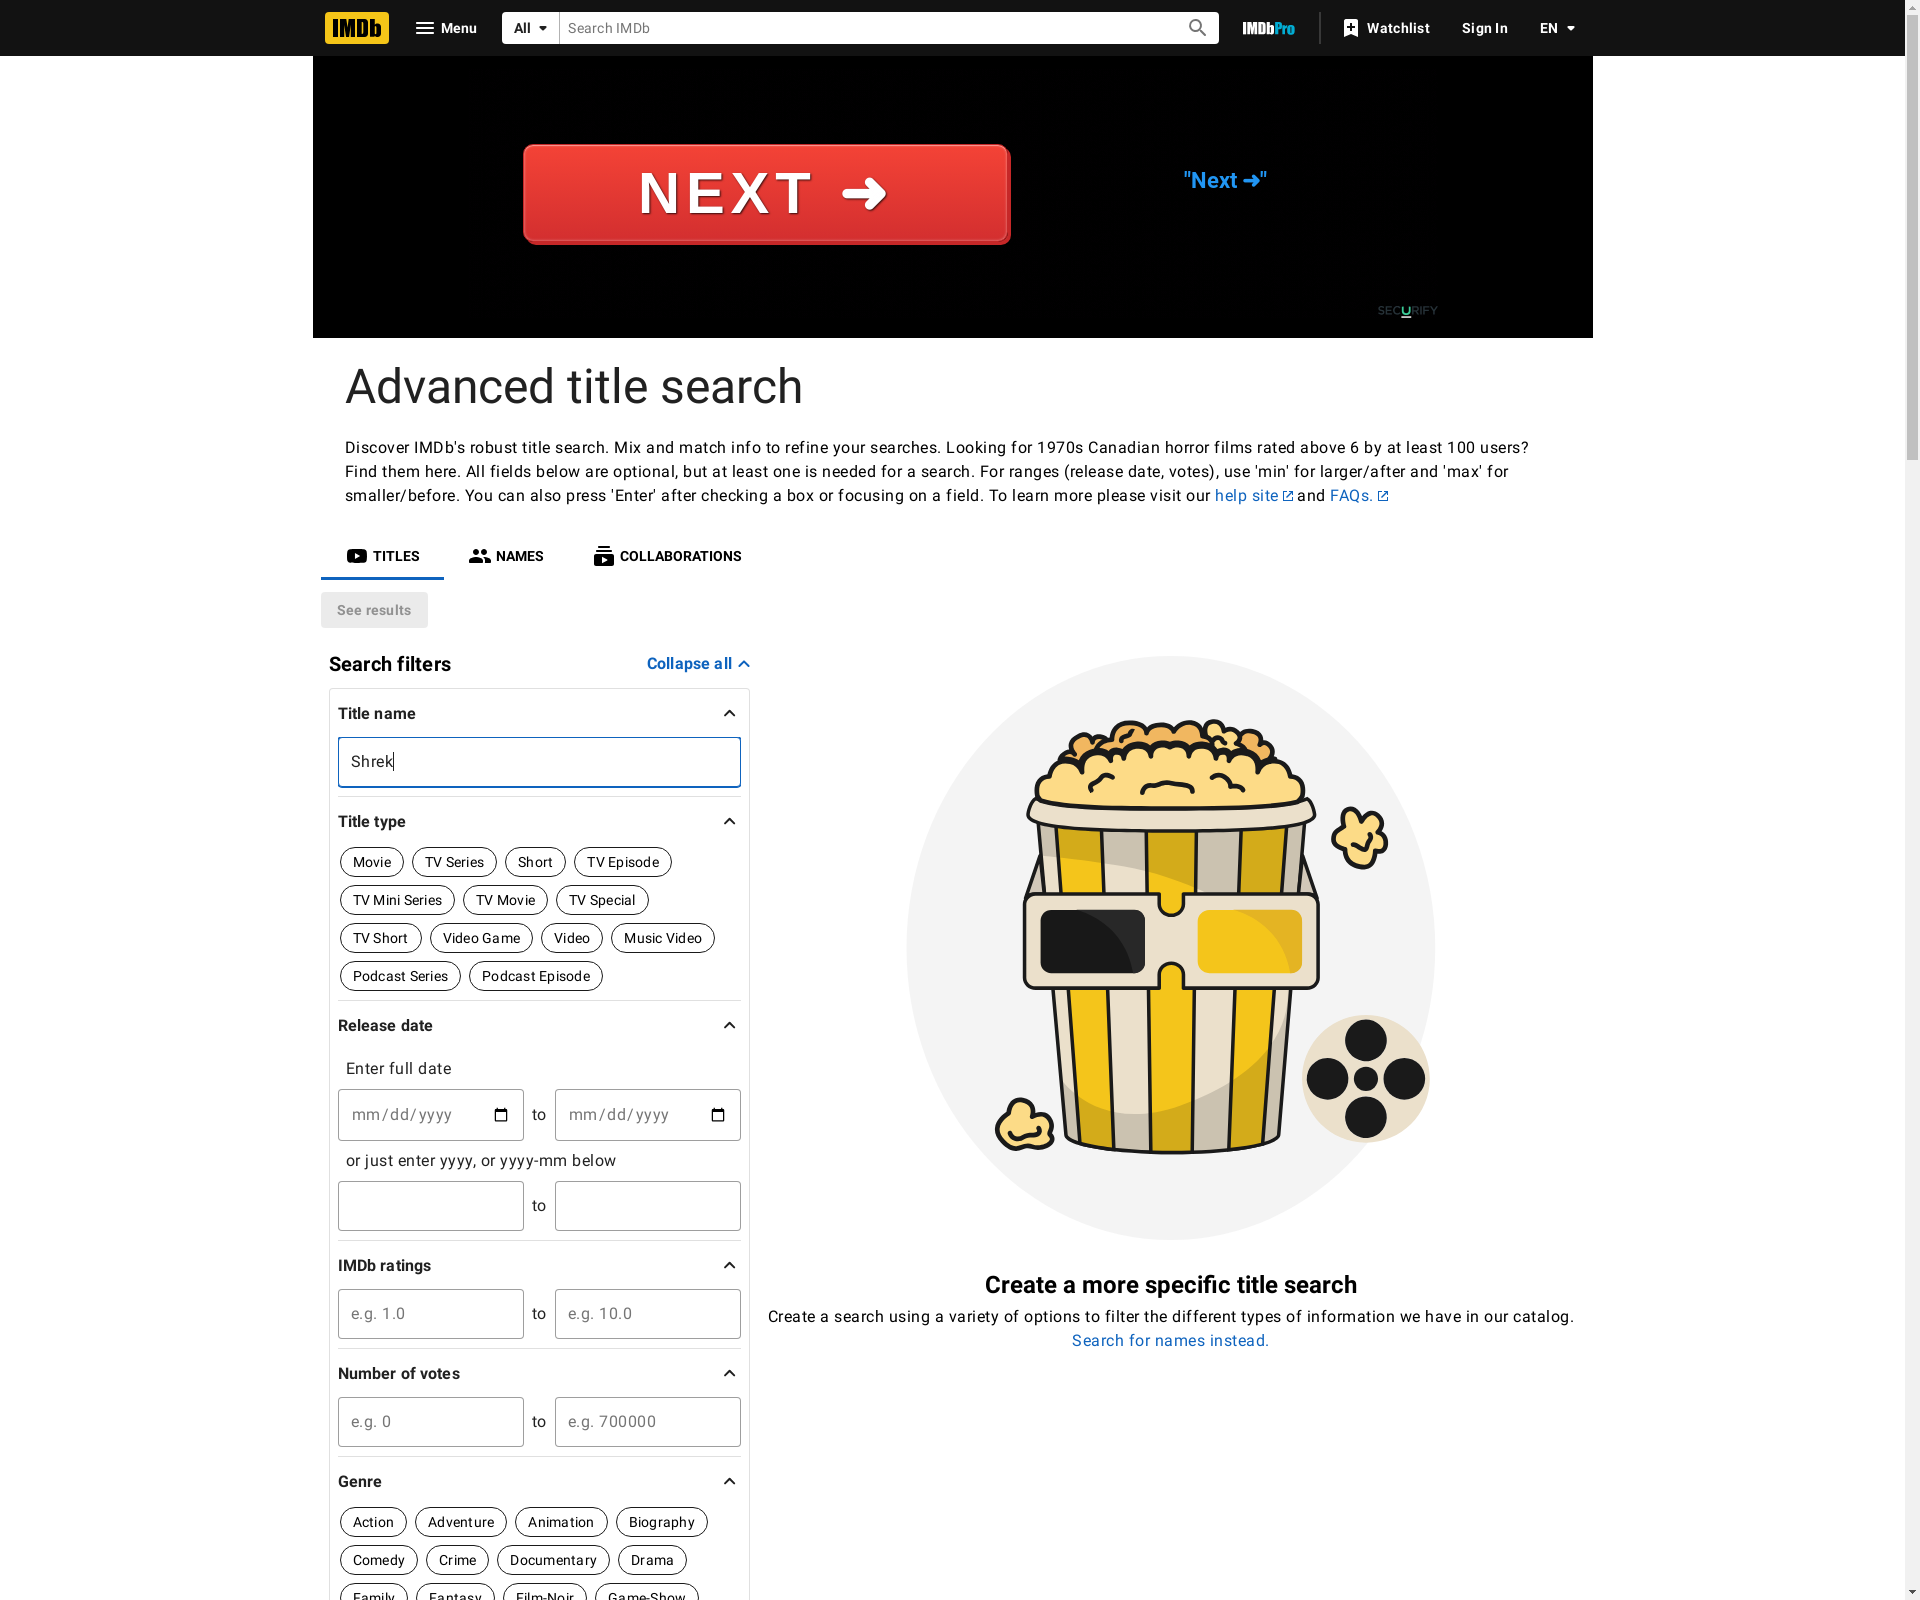 IMDb Menu All Search IMDb IMDbPro Watchlist Sign In EN
NEXT ➜
"Next ➜"
SECURIFY
Advanced title search
Discover IMDb's robust title search. Mix and match info to refine your searches. Looking for 1970s Canadian horror films rated above 6 by at least 100 users?
Find them here. All fields below are optional, but at least one is needed for a search. For ranges (release date, votes), use 'min' for larger/after and 'max' for
smaller/before. You can also press 'Enter' after checking a box or focusing on a field. To learn more please visit our help site and FAQs.
TITLES NAMES COLLABORATIONS
See results
Search filters Collapse all
Title name
Shrek
Title type
Movie TV Series Short TV Episode
TV Mini Series TV Movie TV Special
TV Short Video Game Video Music Video
Podcast Series Podcast Episode
Release date
Enter full date
mm/dd/yyyy to mm/dd/yyyy
or just enter yyyy, or yyyy-mm below
to
IMDb ratings
e.g. 1.0 to e.g. 10.0
Number of votes
e.g. 0 to e.g. 700000
Genre
Action Adventure Animation Biography
Comedy Crime Documentary Drama
Family Fantasy Film-Noir Game-Show
Create a more specific title search
Create a search using a variety of options to filter the different types of information we have in our catalog.
Search for names instead.